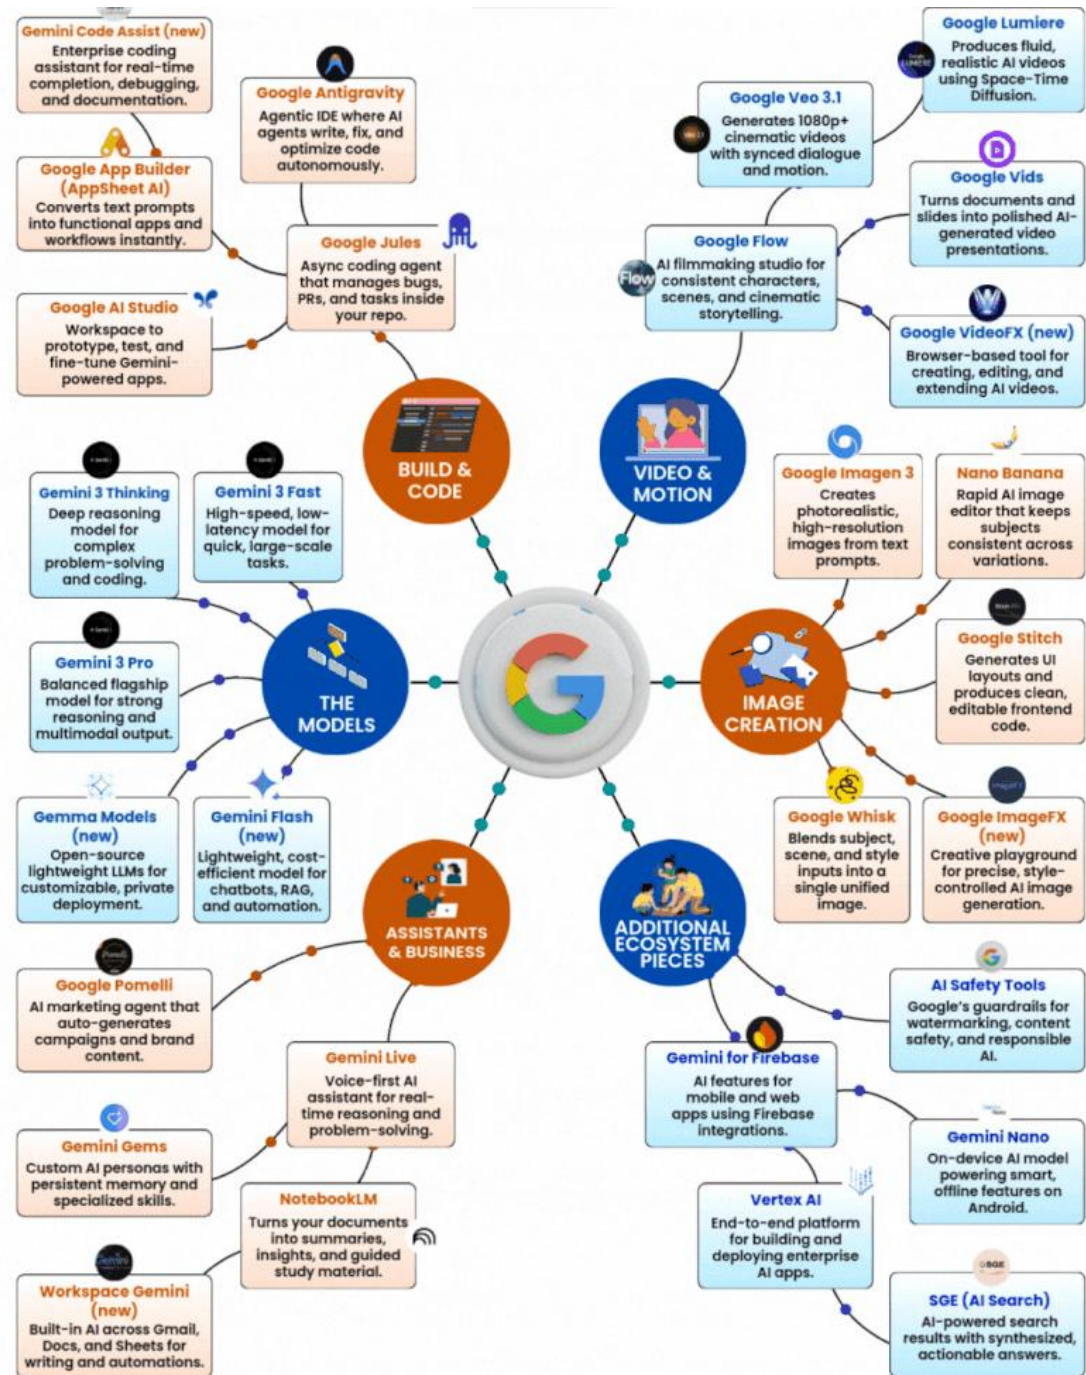 Gemini Code Assist (new)
Enterprise coding
assistant for real-time
completion, debugging,
and documentation.
Google Antigravity
Agentic IDE where AI
agents write, fix, and
optimize code
autonomously.
Google App Builder
(AppSheet AI)
Converts text prompts
into functional apps and
workflows instantly.
Google Jules
Async coding agent
that manages bugs,
PRs, and tasks inside
your repo.
Google AI Studio
Workspace to
prototype, test, and
fine-tune Gemini-
powered apps.
BUILD &
CODE
Google Lumiere
Produces fluid,
realistic AI videos
using Space-Time
Diffusion.
LUMIERE
Google Veo 3.1
Generates 1080p+
cinematic videos
with synced dialogue
and motion.
Google Vids
Turns documents and
slides into polished AI-
generated video
presentations.
Google Flow
AI filmmaking studio for
consistent characters,
scenes, and cinematic
storytelling.
Flow
Google VideoFX (new)
Browser-based tool for
creating, editing, and
extending AI videos.
VIDEO &
MOTION
Gemini 3 Thinking
Deep reasoning
model for
complex
problem-solving
and coding.
Gemini 3 Fast
High-speed, low-
latency model for
quick, large-scale
tasks.
Gemini 3 Pro
Balanced flagship
model for strong
reasoning and
multimodal output.
THE
MODELS
Gemma Models
(new)
Open-source
lightweight LLMs for
customizable, private
deployment.
Gemini Flash
(new)
Lightweight, cost-
efficient model for
chatbots, RAG,
and automation.
G
Google Imagen 3
Creates
photorealistic,
high-resolution
images from text
prompts.
Nano Banana
Rapid AI image
editor that keeps
subjects
consistent across
variations.
Google Stitch
Generates UI
layouts and
produces clean,
editable frontend
code.
IMAGE
CREATION
Google Whisk
Blends subject,
scene, and style
inputs into a
single unified
image.
ImageFX
Google ImageFX
(new)
Creative playground
for precise, style-
controlled AI image
generation.
ASSISTANTS
& BUSINESS
Pomelli
Google Pomelli
AI marketing agent that
auto-generates
campaigns and brand
content.
Gemini Live
Voice-first AI
assistant for real-
time reasoning and
problem-solving.
Gemini Gems
Custom AI personas with
persistent memory and
specialized skills.
NotebookLM
Turns your documents
into summaries,
insights, and guided
study material.
Gemini
Workspace Gemini
(new)
Built-in AI across Gmail,
Docs, and Sheets for
writing and automations.
ADDITIONAL
ECOSYSTEM
PIECES
AI Safety Tools
Google's guardrails for
watermarking, content
safety, and responsible
AI.
Gemini for Firebase
AI features for
mobile and web
apps using Firebase
integrations.
Gemini Nano
On-device AI model
powering smart,
offline features on
Android.
Vertex AI
End-to-end platform
for building and
deploying enterprise
AI apps.
SGE
SGE (AI Search)
AI-powered search
results with synthesized,
actionable answers.